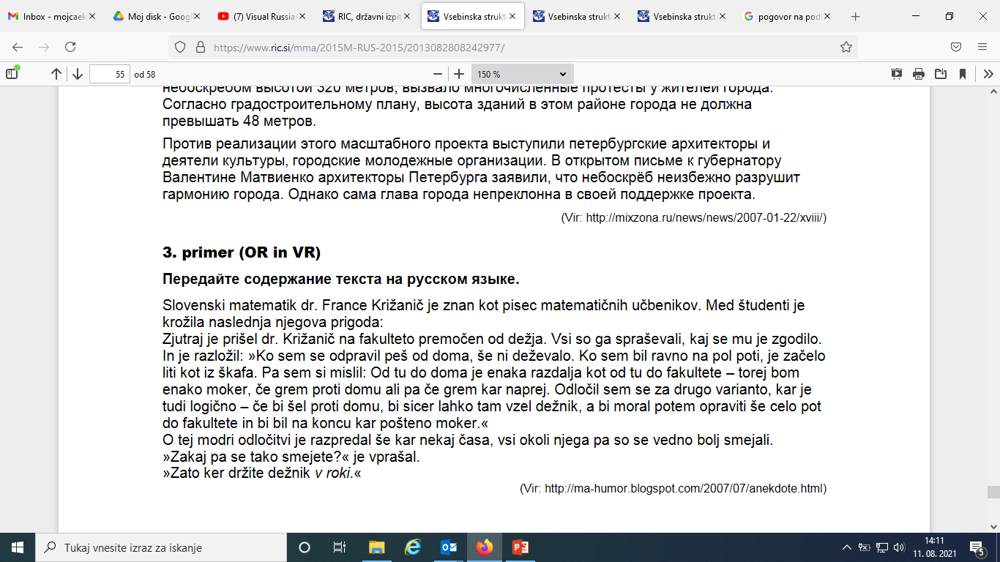 Inbox - mojcaek
Moj disk - Goog
(7) Visual Russia
RIC, državni izpit
Vsebinska strukt
Vsebinska strukt
Vsebinska strukt
pogovor na pod
https://www.ric.si/mma/2015M-RUS-2015/2013082808242977/
55 od 58
150 %
небоскрёбом высотой 320 метров, вызвало многочисленные протесты у жителей города.
Согласно градостроительному плану, высота зданий в этом районе города не должна
превышать 48 метров.
Против реализации этого масштабного проекта выступили петербургские архитекторы и
деятели культуры, городские молодежные организации. В открытом письме к губернатору
Валентине Матвиенко архитекторы Петербурга заявили, что небоскрёб неизбежно разрушит
гармонию города. Однако сама глава города непреклонна в своей поддержке проекта.
(Vir: http://mixzona.ru/news/news/2007-01-22/xviii/)
3. primer (OR in VR)
Передайте содержание текста на русском языке.
Slovenski matematik dr. France Križanič je znan kot pisec matematičnih učbenikov. Med študenti je
krožila naslednja njegova prigoda:
Zjutraj je prišel dr. Križanič na fakulteto premočen od dežja. Vsi so ga spraševali, kaj se mu je zgodilo.
In je razložil: »Ko sem se odpravil peš od doma, še ni deževalo. Ko sem bil ravno na pol poti, je začelo
liti kot iz škafa. Pa sem si mislil: Od tu do doma je enaka razdalja kot od tu do fakultete – torej bom
enako moker, če grem proti domu ali pa če grem kar naprej. Odločil sem se za drugo varianto, kar je
tudi logično – če bi šel proti domu, bi sicer lahko tam vzel dežnik, a bi moral potem opraviti še celo pot
do fakultete in bi bil na koncu kar pošteno moker.«
O tej modri odločitvi je razpredal še kar nekaj časa, vsi okoli njega pa so se vedno bolj smejali.
»Zakaj pa se tako smejete?« je vprašal.
»Zato ker držite dežnik v roki.«
(Vir: http://ma-humor.blogspot.com/2007/07/anekdote.html)
Tukaj vnesite izraz za iskanje
14:11
11. 08. 2021
5